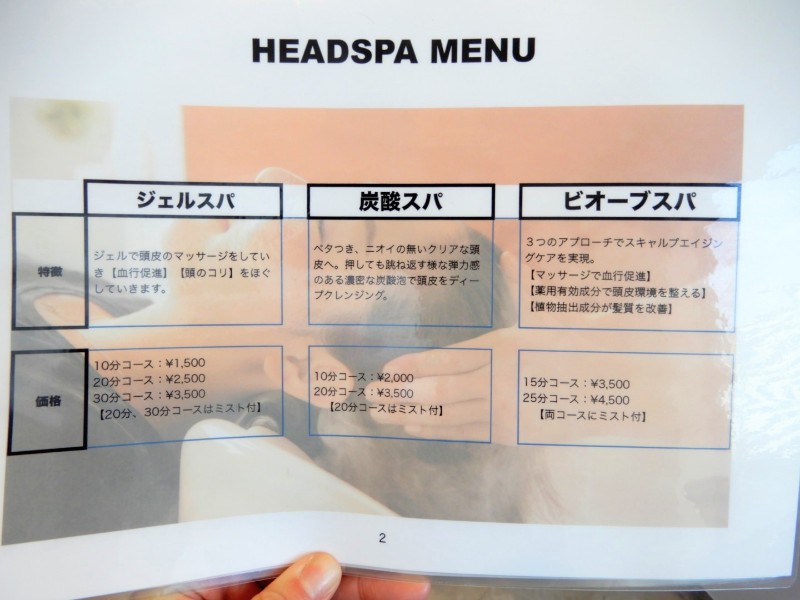 HEADSPA MENU
ジェルスパ
炭酸スパ
ビオーブスパ
特徴
ジェルで頭皮のマッサージをしてい
き【血行促進】【頭のコリ】をほぐ
していきます。
ベタつき、ニオイの無いクリアな頭
皮へ。押しても跳ね返す様な弾力感
のある濃密な炭酸泡で頭皮をディー
プクレンジング。
３つのアプローチでスキャルプエイジン
グケアを実現。
【マッサージで血行促進】
【薬用有効成分で頭皮環境を整える】
【植物抽出成分が髪質を改善】
価格
10分コース：¥1,500
20分コース：¥2,500
30分コース：¥3,500
【20分、30分コースはミスト付】
10分コース：¥2,000
20分コース：¥3,500
【20分コースはミスト付】
15分コース：¥3,500
25分コース：¥4,500
【両コースにミスト付】
2